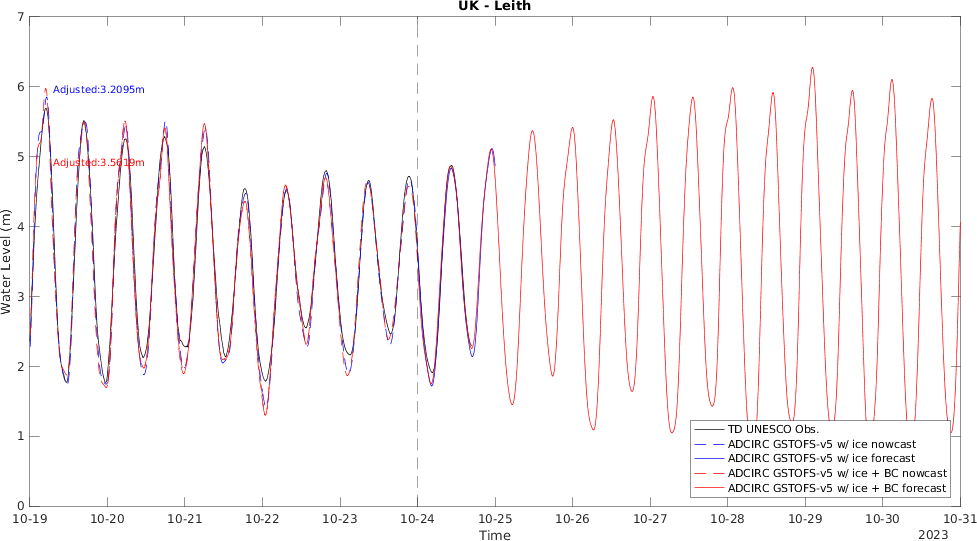 UK - Leith
7
6
5
4
3
2
1
0
Water Level (m)
Adjusted:3.2095m
Adjusted:3.5619m
TD UNESCO Obs.
ADCIRC GSTOFS-v5 w/ ice nowcast
ADCIRC GSTOFS-v5 w/ ice forecast
ADCIRC GSTOFS-v5 w/ ice + BC nowcast
ADCIRC GSTOFS-v5 w/ ice + BC forecast
10-19 10-20 10-21 10-22 10-23 10-24 10-25 10-26 10-27 10-28 10-29 10-30 10-31
Time
2023